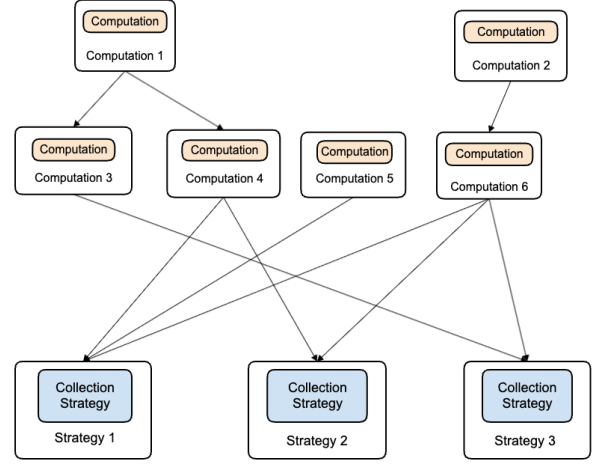 Computation
Computation 1
Computation
Computation 2
Computation
Computation 3
Computation
Computation 4
Computation
Computation 5
Computation
Computation 6
Collection
Strategy
Strategy 1
Collection
Strategy
Strategy 2
Collection
Strategy
Strategy 3